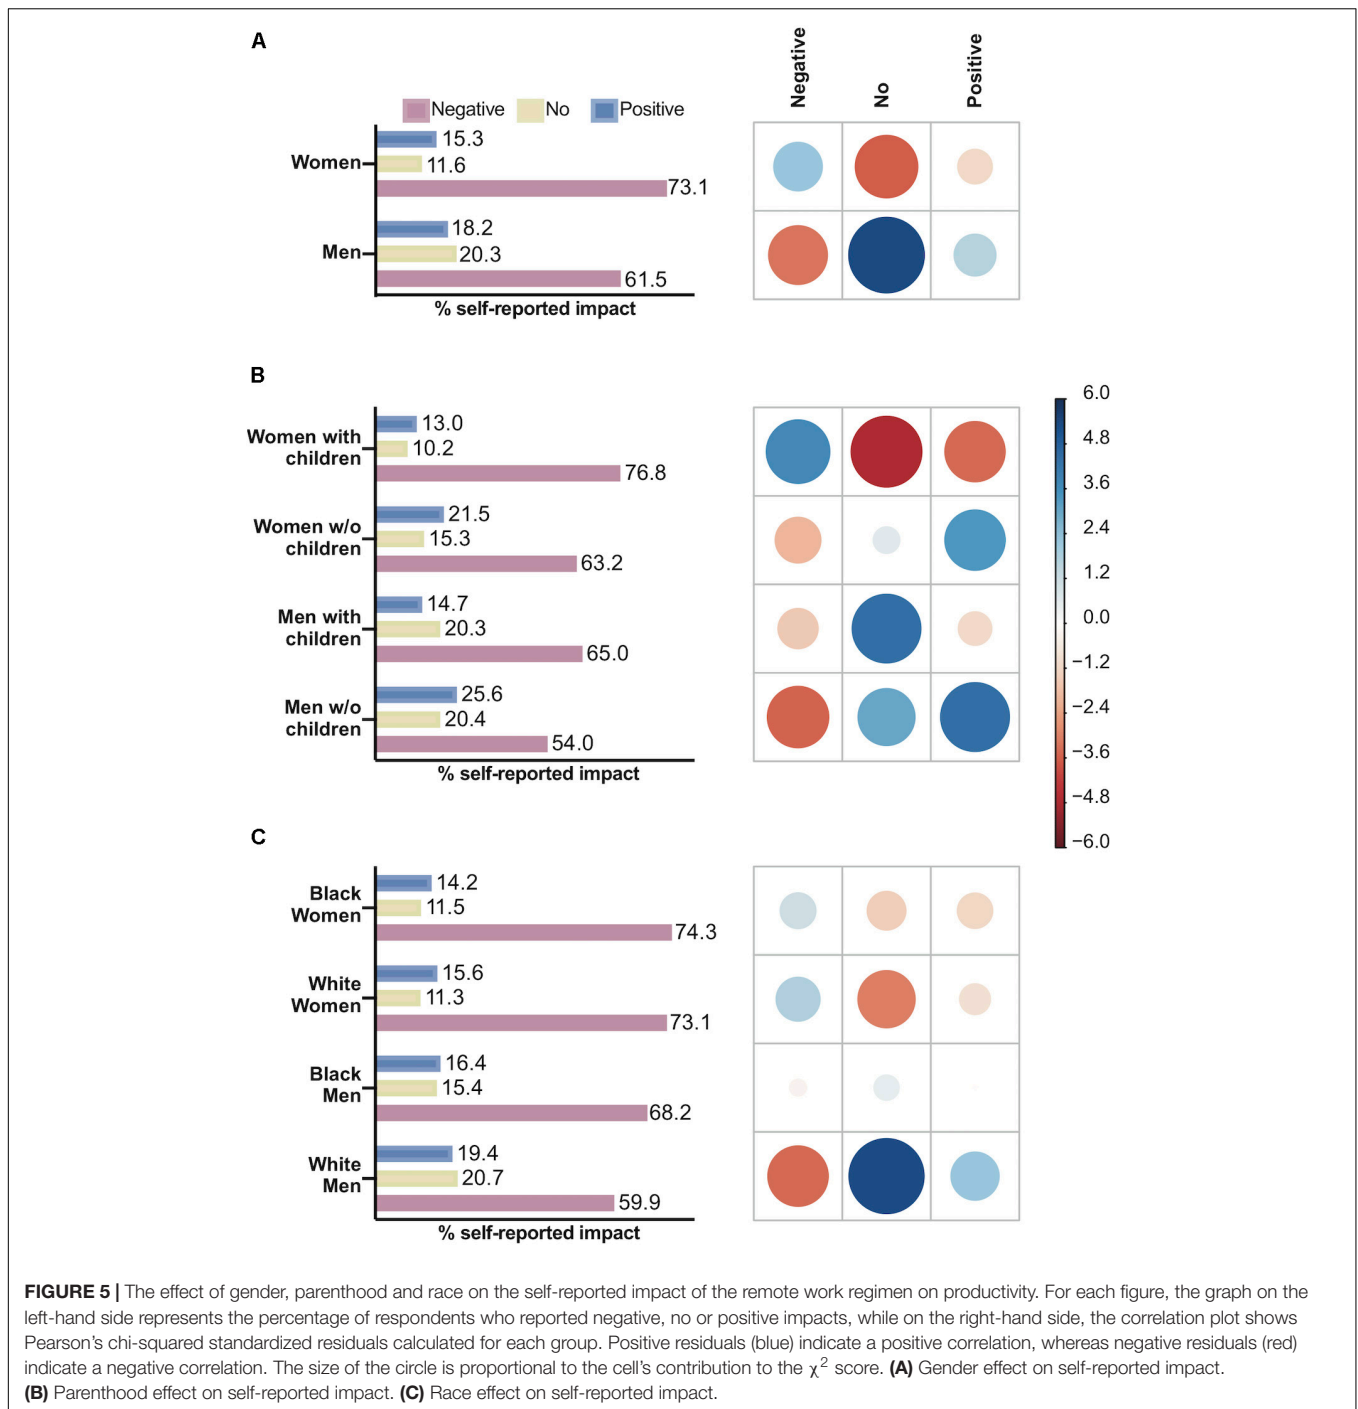 A
Negative No Positive
Negative No Positive
Women
15.3
11.6
73.1
Men
18.2
20.3
61.5
% self-reported impact
B
Women with
children
13.0
10.2
76.8
Women w/o
children
21.5
15.3
63.2
Men with
children
14.7
20.3
65.0
Men w/o
children
25.6
20.4
54.0
% self-reported impact
6.0
4.8
3.6
2.4
1.2
0.0
−1.2
−2.4
−3.6
−4.8
−6.0
C
Black
Women
14.2
11.5
74.3
White
Women
15.6
11.3
73.1
Black
Men
16.4
15.4
68.2
White
Men
19.4
20.7
59.9
% self-reported impact
FIGURE 5 | The effect of gender, parenthood and race on the self-reported impact of the remote work regimen on productivity. For each figure, the graph on the
left-hand side represents the percentage of respondents who reported negative, no or positive impacts, while on the right-hand side, the correlation plot shows
Pearson's chi-squared standardized residuals calculated for each group. Positive residuals (blue) indicate a positive correlation, whereas negative residuals (red)
indicate a negative correlation. The size of the circle is proportional to the cell's contribution to the χ² score. (A) Gender effect on self-reported impact.
(B) Parenthood effect on self-reported impact. (C) Race effect on self-reported impact.